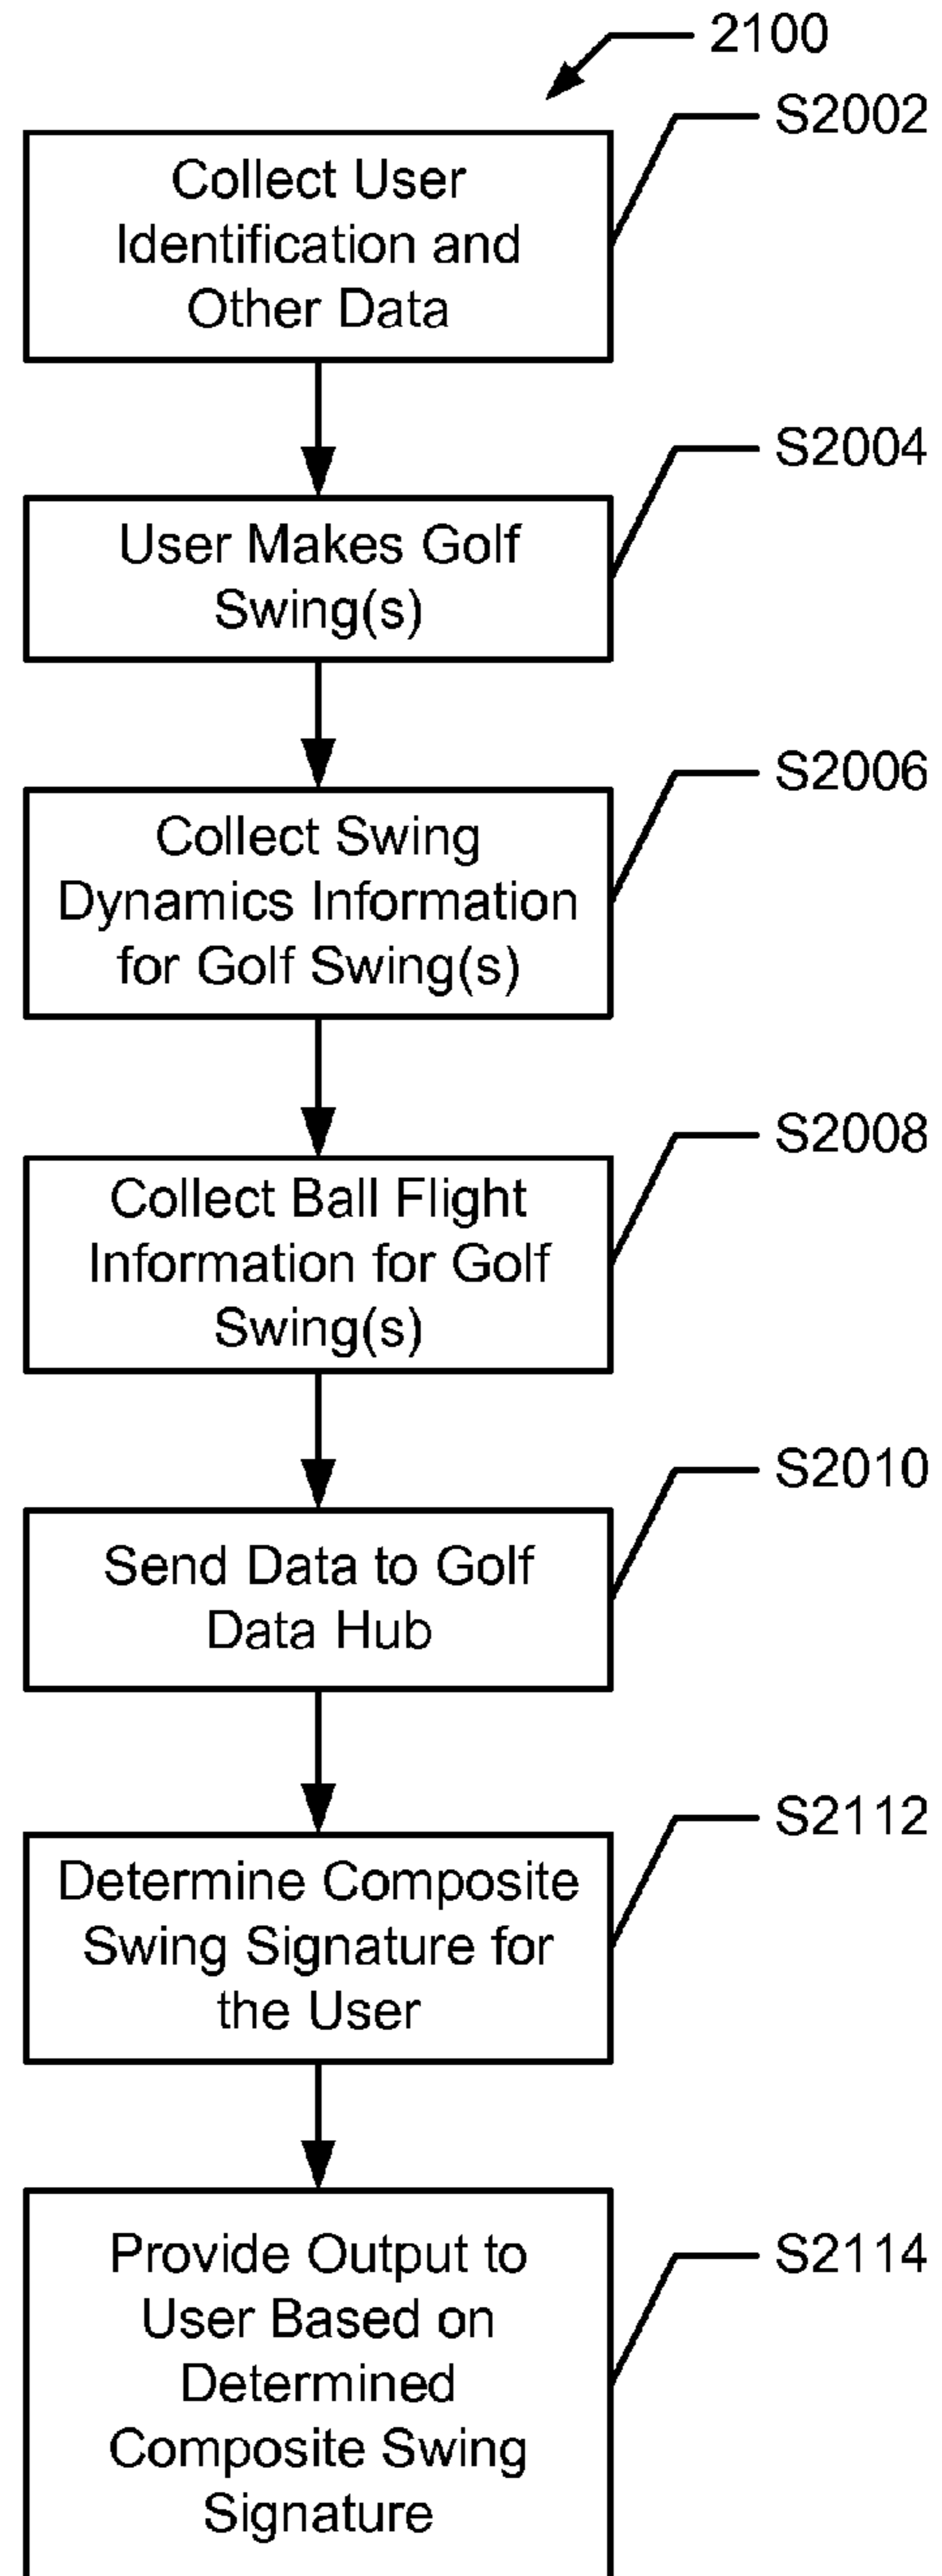 2100
S2002
Collect User
Identification and
Other Data
S2004
User Makes Golf
Swing(s)
S2006
Collect Swing
Dynamics Information
for Golf Swing(s)
S2008
Collect Ball Flight
Information for Golf
Swing(s)
S2010
Send Data to Golf
Data Hub
S2112
Determine Composite
Swing Signature for
the User
S2114
Provide Output to
User Based on
Determined
Composite Swing
Signature